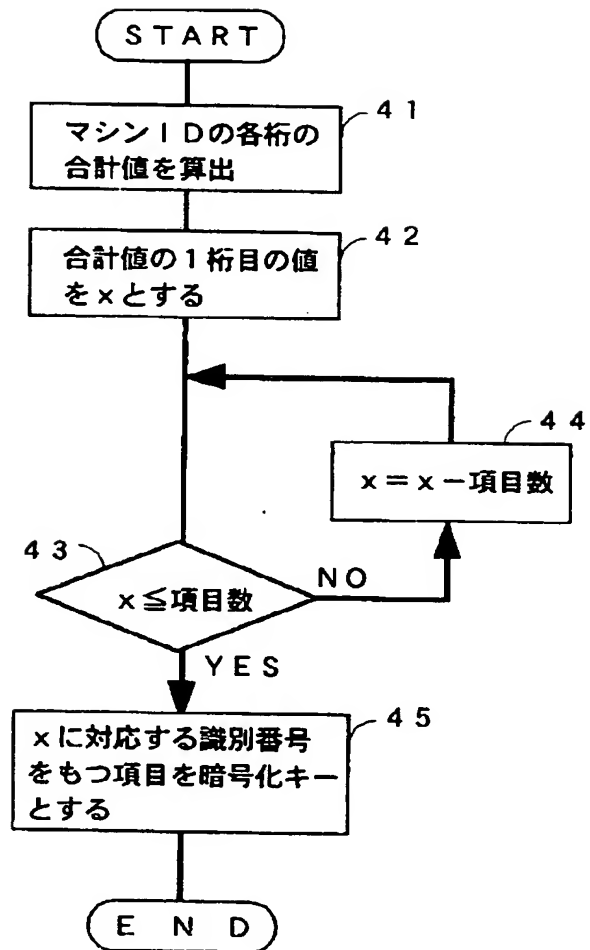 START
41
マシンIDの各桁の
合計値を算出
42
合計値の1桁目の値
をxとする
44
x=x-項目数
43
x≦項目数
NO
YES
45
xに対応する識別番号
をもつ項目を暗号化キー
とする
END